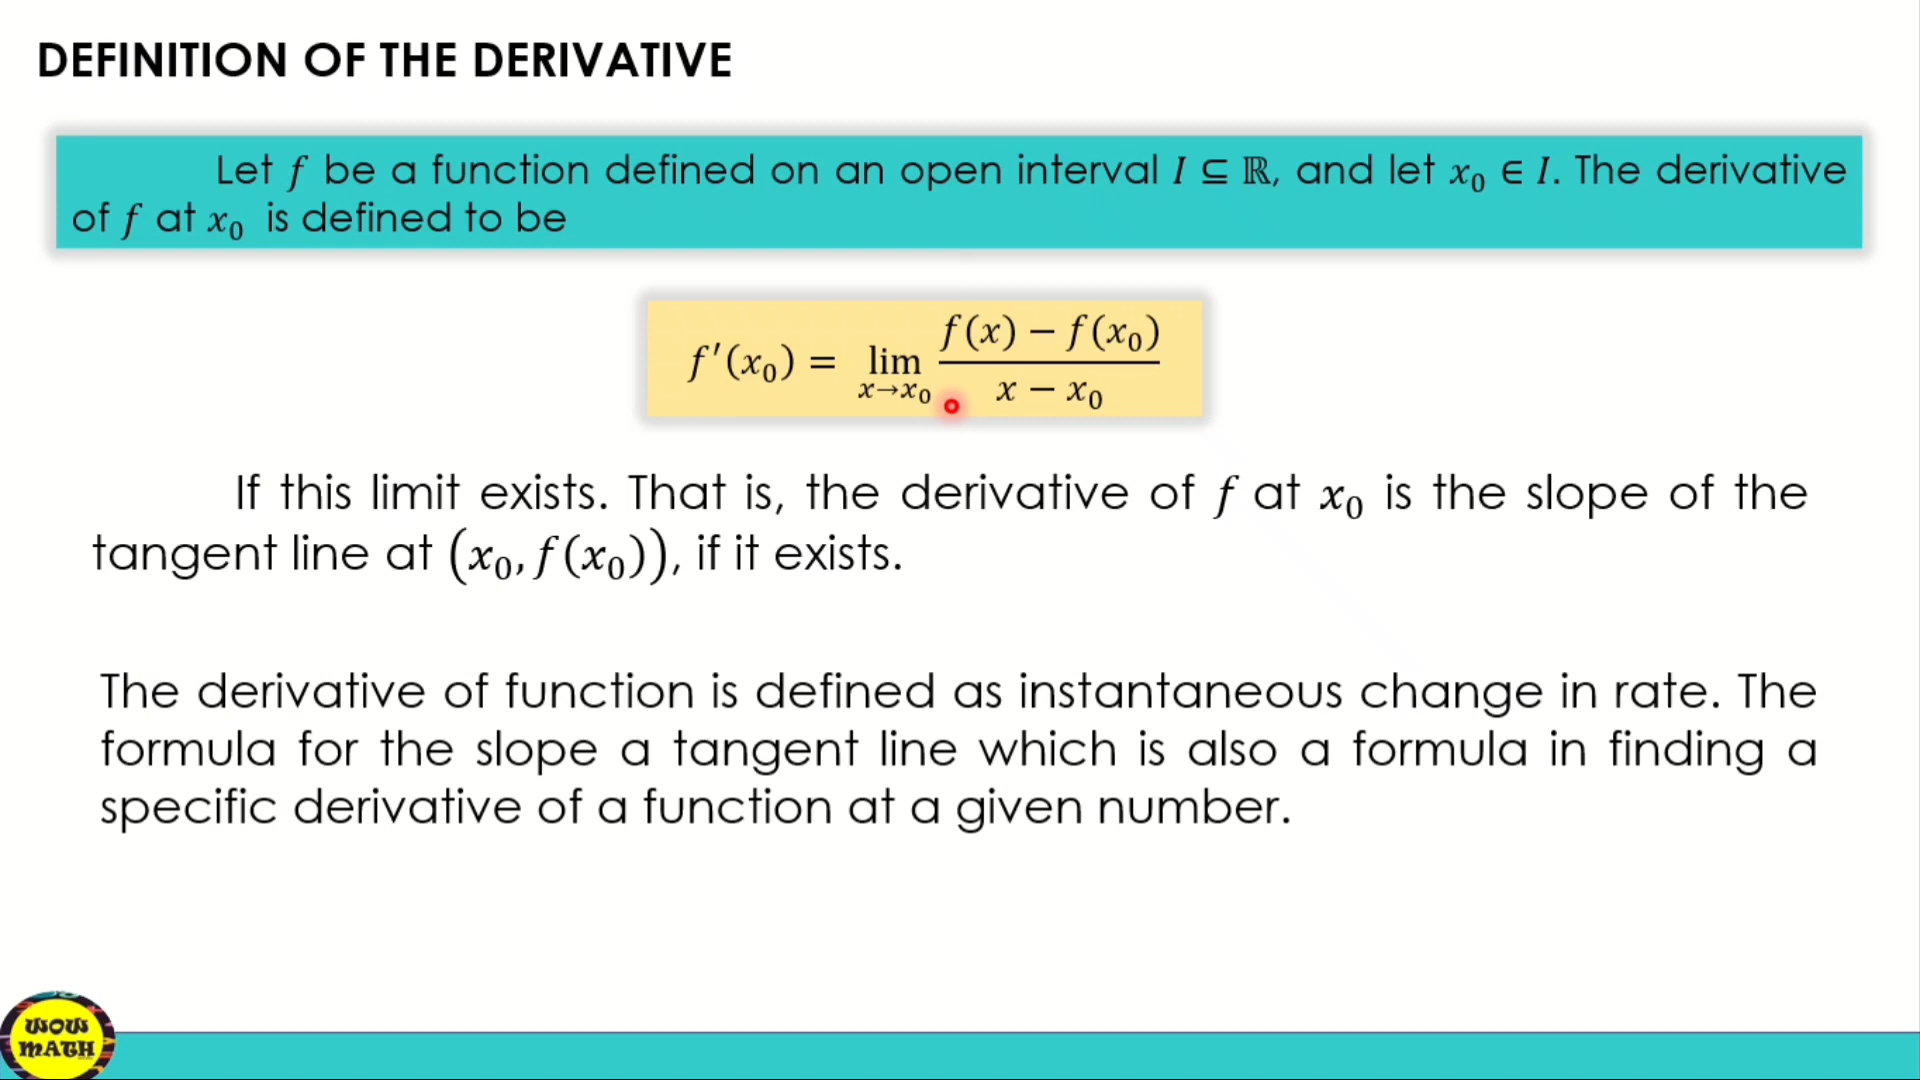 DEFINITION OF THE DERIVATIVE
Let f be a function defined on an open interval I ⊆ ℝ, and let x₀ ∈ I. The derivative
of f at x₀ is defined to be
f′(x₀) = lim x→x₀ (f(x) − f(x₀)) / (x − x₀)
If this limit exists. That is, the derivative of f at x₀ is the slope of the
tangent line at (x₀, f(x₀)), if it exists.
The derivative of function is defined as instantaneous change in rate. The
formula for the slope a tangent line which is also a formula in finding a
specific derivative of a function at a given number.
WOW
MATH